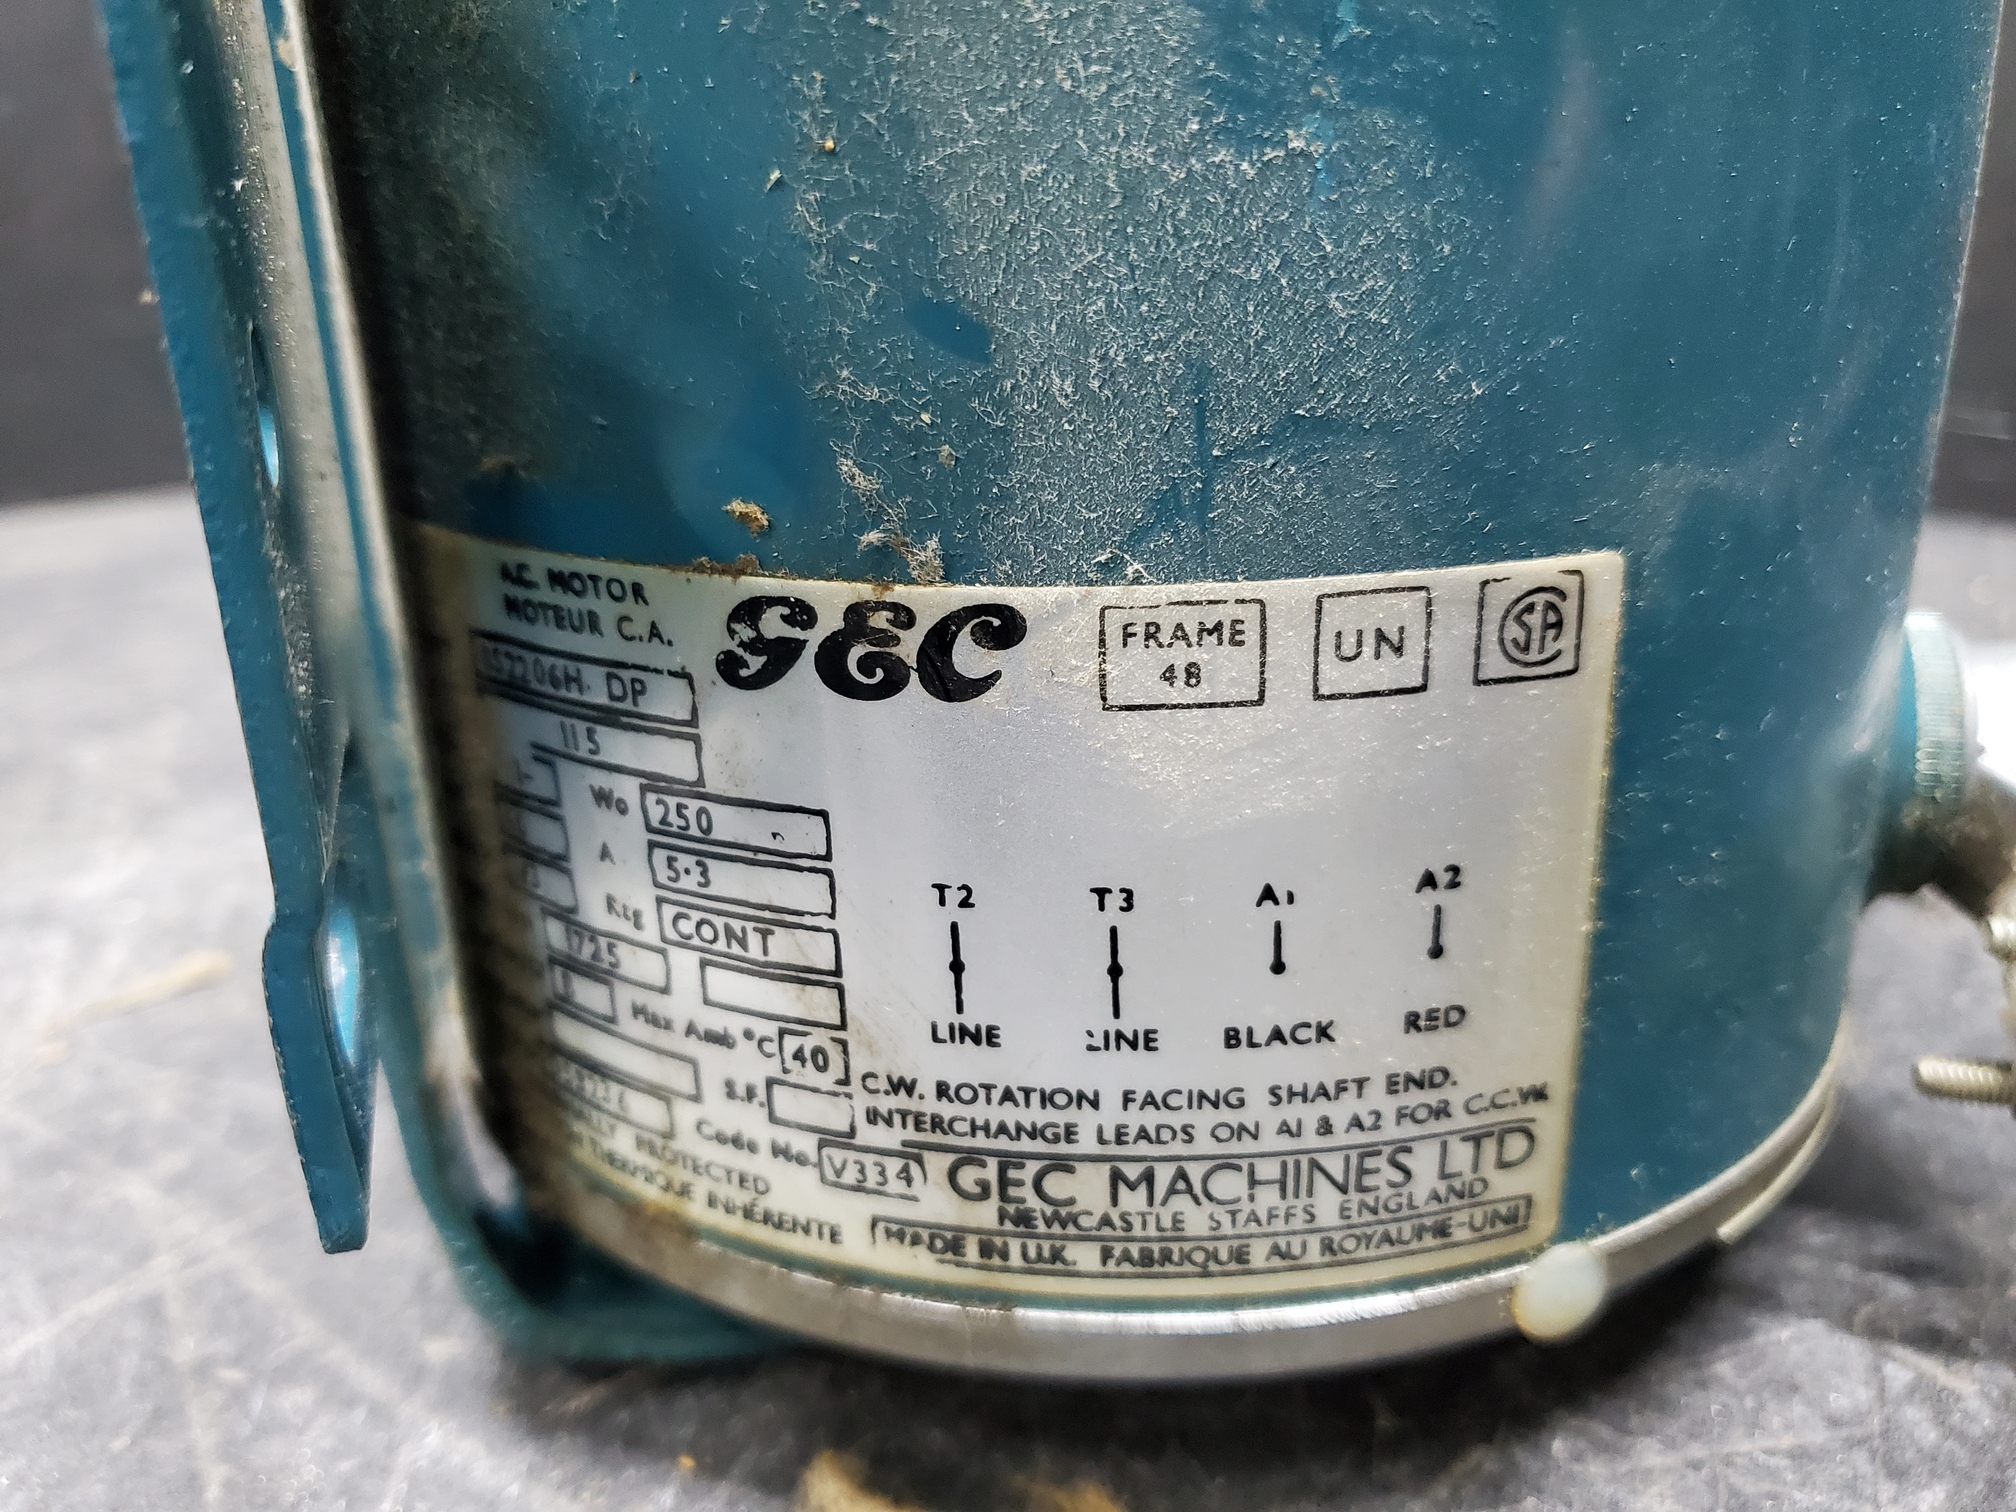 A.C. MOTOR
MOTEUR C.A.
GEC
FRAME
48
UN
CSA
DP
115
Wo 250
A 5·3
Rtg CONT
1725
Max Amb °C 40
S.F.
Code No. V334
PROTECTED
THERMIQUE INHÉRENTE
T2 T3 A1 A2
LINE LINE BLACK RED
C.W. ROTATION FACING SHAFT END.
INTERCHANGE LEADS ON A1 & A2 FOR C.C.W.
GEC MACHINES LTD
NEWCASTLE STAFFS ENGLAND
MADE IN U.K. FABRIQUE AU ROYAUME-UNI